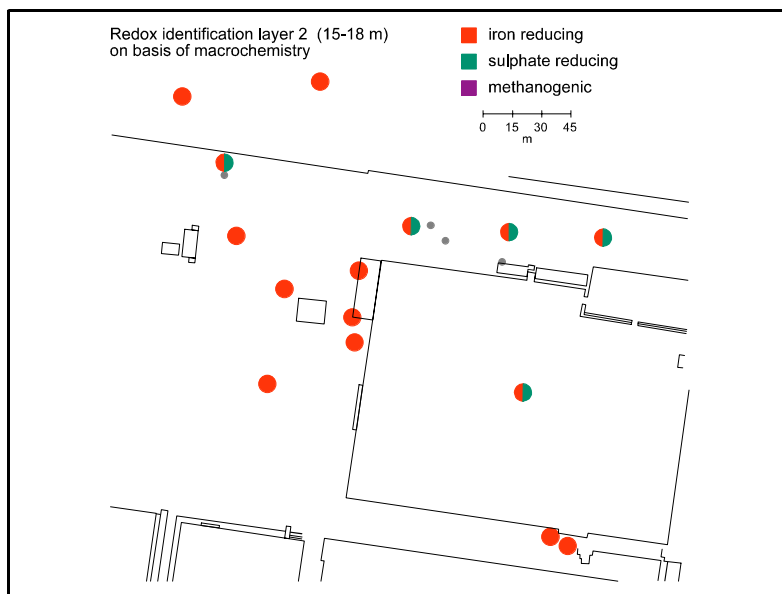 Redox identification layer 2 (15-18 m)
on basis of macrochemistry
iron reducing
sulphate reducing
methanogenic
0 15 30 45
m